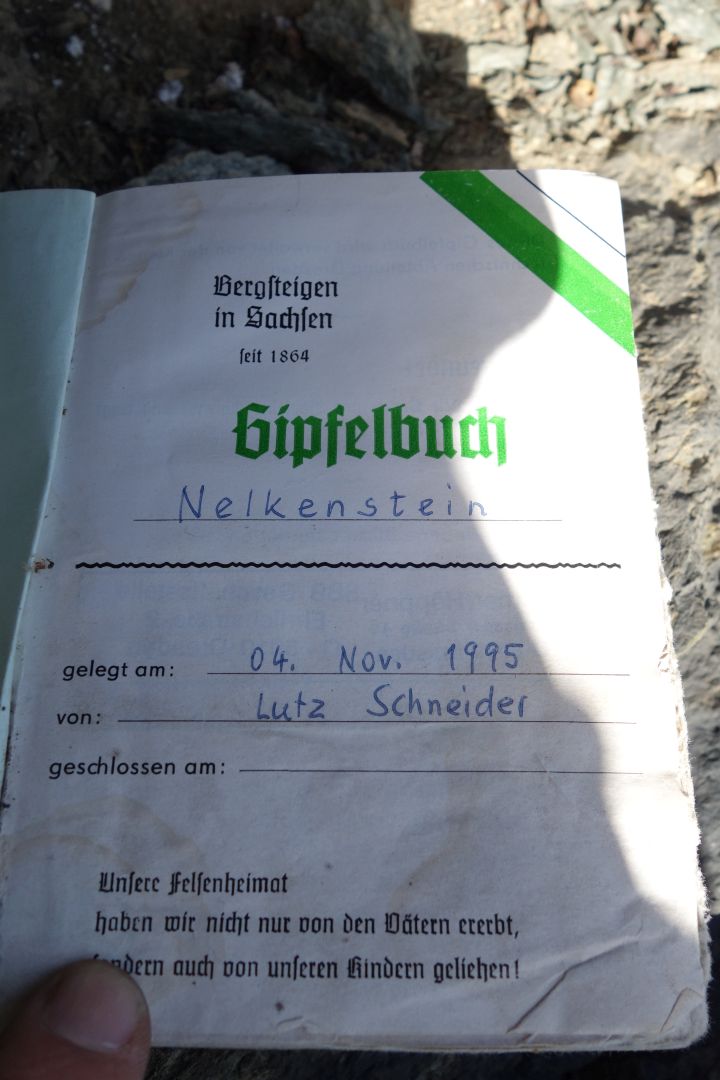 Bergsteigen
in Sachsen
seit 1864
Gipfelbuch
Nelkenstein
gelegt am: 04. Nov. 1995
von: Lutz Schneider
geschlossen am:
Unsere Felsenheimat
haben wir nicht nur von den Vätern ererbt,
sondern auch von unseren Kindern geliehen!